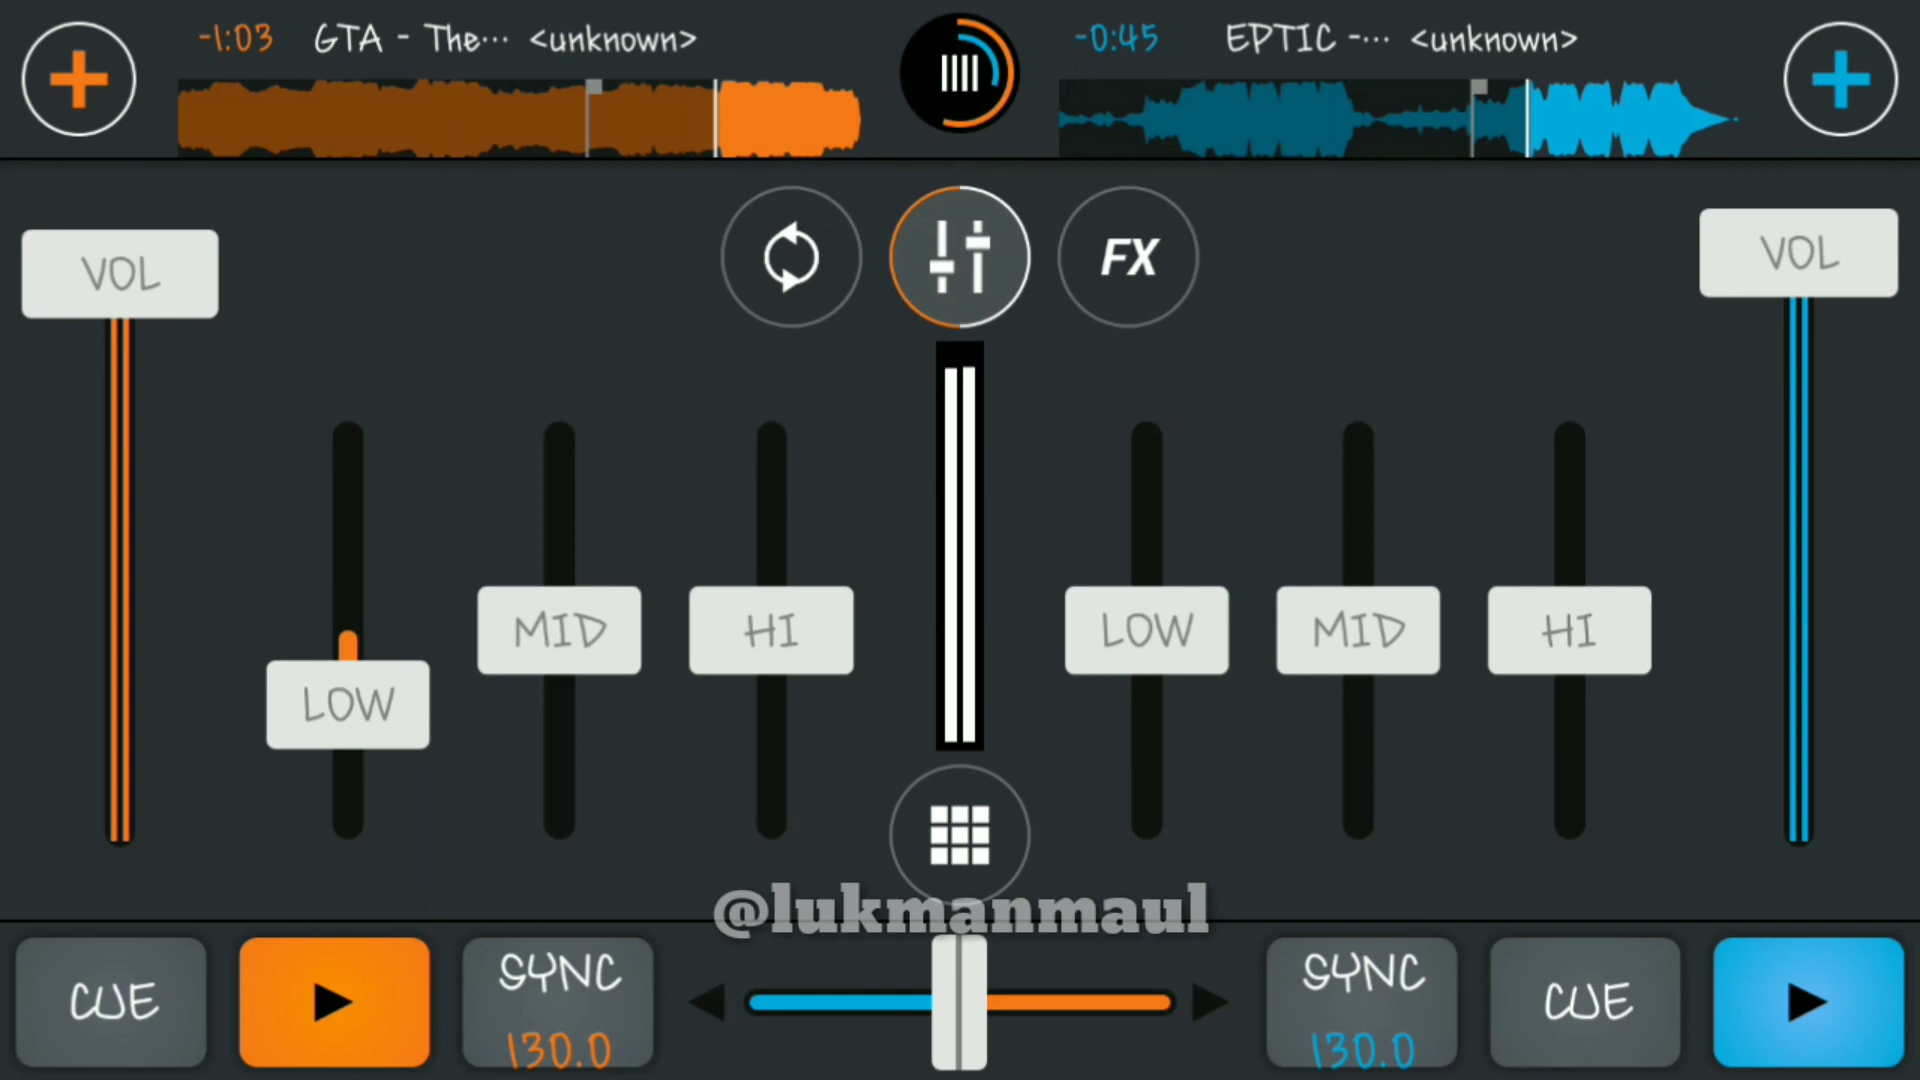 -1:03 GTA - The... <unknown>
-0:45 EPTIC -... <unknown>
FX
VOL
VOL
LOW
MID
HI
LOW
MID
HI
@lukmanmaul
CUE
SYNC
130.0
SYNC
130.0
CUE